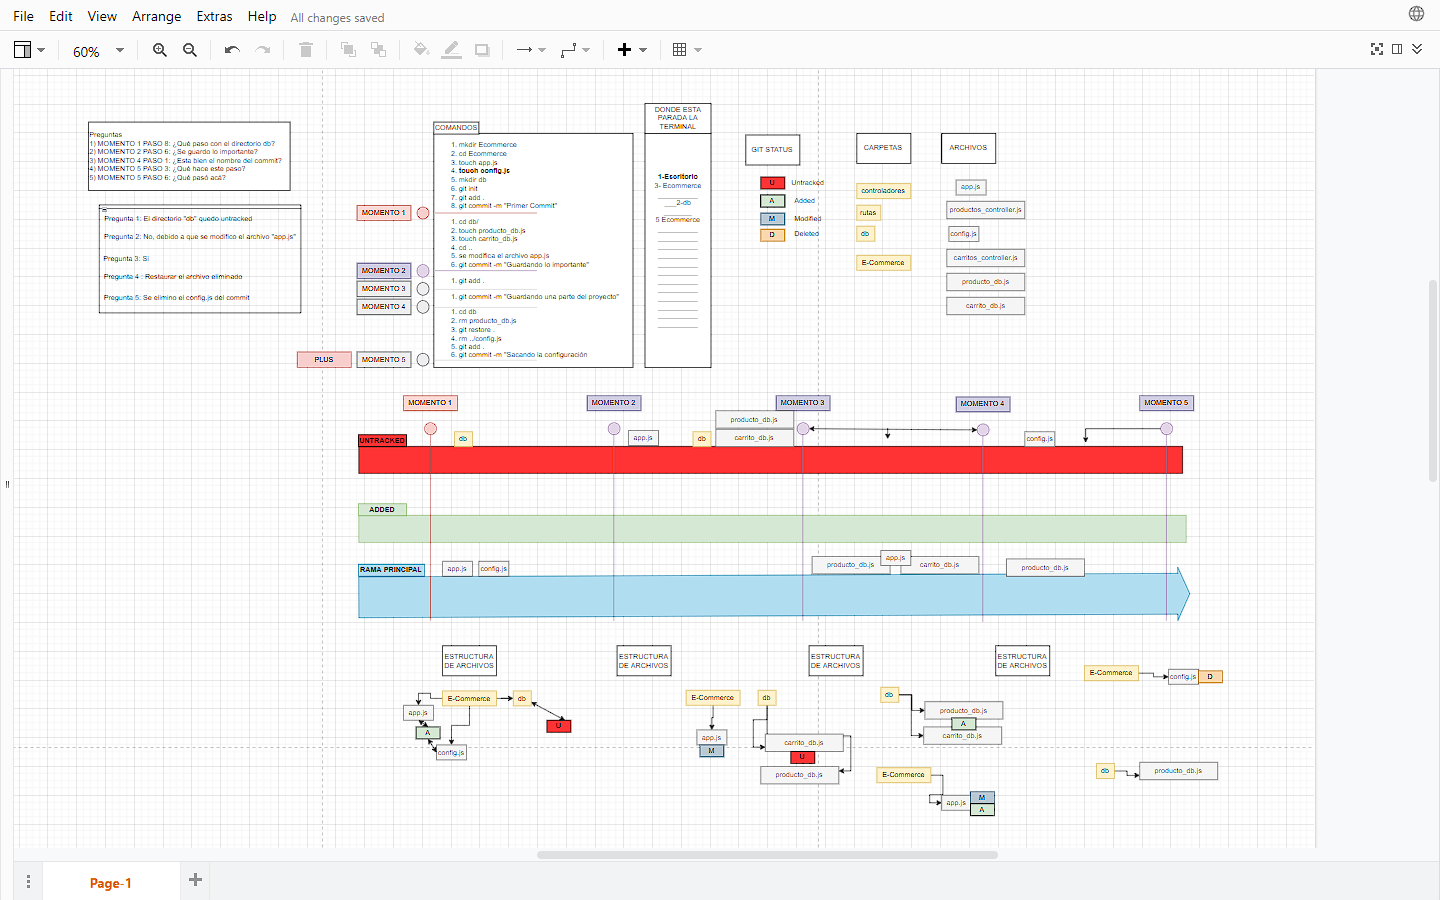 File Edit View Arrange Extras Help All changes saved
60%
Preguntas
1) MOMENTO 1 PASO 8: ¿Qué paso con el directorio db?
2) MOMENTO 2 PASO 6: ¿Se guardo lo importante?
3) MOMENTO 4 PASO 1: ¿Esta bien el nombre del commit?
4) MOMENTO 5 PASO 3: ¿Qué hace este paso?
5) MOMENTO 5 PASO 6: ¿Qué pasó acá?
Pregunta 1: El directorio "db" quedo untracked
Pregunta 2: No, debido a que se modifico el archivo "app.js"
Pregunta 3: Si
Pregunta 4 : Restaurar el archivo eliminado
Pregunta 5: Se elimino el config.js del commit
COMANDOS
1. mkdir Ecommerce
2. cd Ecommerce
3. touch app.js
4. touch config.js
5. mkdir db
6. git init
7. git add .
8. git commit -m "Primer Commit"
1. cd db/
2. touch producto_db.js
3. touch carrito_db.js
4. cd ..
5. se modifica el archivo app.js
6. git commit -m "Guardando lo importante"
1. git add .
1. git commit -m "Guardando una parte del proyecto"
1. cd db
2. rm producto_db.js
3. git restore .
4. rm ../config.js
5. git add .
6. git commit -m "Sacando la configuración
MOMENTO 1
MOMENTO 2
MOMENTO 3
MOMENTO 4
PLUS
MOMENTO 5
DONDE ESTA
PARADA LA
TERMINAL
1-Escritorio
3- Ecommerce
___2-db
5 Ecommerce
GIT STATUS
U Untracked
A Added
M Modified
D Deleted
CARPETAS
controladores
rutas
db
E-Commerce
ARCHIVOS
app.js
productos_controller.js
config.js
carritos_controller.js
producto_db.js
carrito_db.js
MOMENTO 1
MOMENTO 2
MOMENTO 3
MOMENTO 4
MOMENTO 5
UNTRACKED
db
app.js
db
producto_db.js
carrito_db.js
config.js
ADDED
RAMA PRINCIPAL
app.js
config.js
producto_db.js
app.js
carrito_db.js
producto_db.js
ESTRUCTURA
DE ARCHIVOS
ESTRUCTURA
DE ARCHIVOS
ESTRUCTURA
DE ARCHIVOS
ESTRUCTURA
DE ARCHIVOS
E-Commerce
db
app.js
U
A
config.js
E-Commerce
app.js
M
db
carrito_db.js
U
producto_db.js
db
producto_db.js
A
carrito_db.js
E-Commerce
app.js
M
A
E-Commerce
config.js
D
db
producto_db.js
Page-1